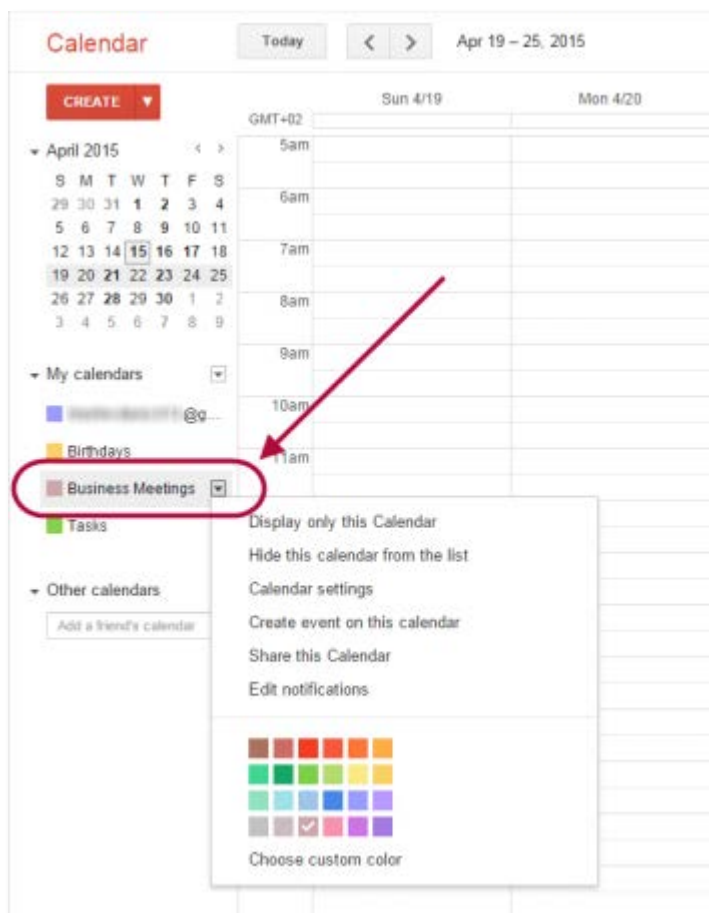 Calendar Today < > Apr 19 – 25, 2015
CREATE
Sun 4/19 Mon 4/20
GMT+02
April 2015 < >
S M T W T F S
29 30 31 1 2 3 4
5 6 7 8 9 10 11
12 13 14 15 16 17 18
19 20 21 22 23 24 25
26 27 28 29 30 1 2
3 4 5 6 7 8 9
5am
6am
7am
8am
9am
10am
11am
My calendars
@g...
Birthdays
Business Meetings
Tasks
Other calendars
Add a friend's calendar
Display only this Calendar
Hide this calendar from the list
Calendar settings
Create event on this calendar
Share this Calendar
Edit notifications
Choose custom color